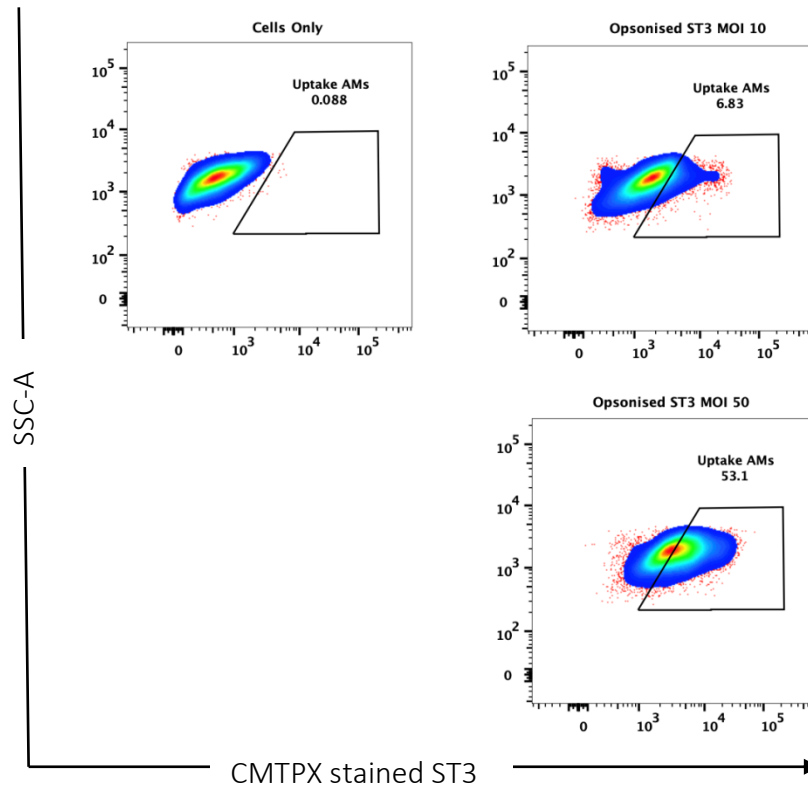 Cells Only
Uptake AMs
0.088
10^5
10^4
10^3
10^2
0
0 10^3 10^4 10^5
Opsonised ST3 MOI 10
Uptake AMs
6.83
10^5
10^4
10^3
10^2
0
0 10^3 10^4 10^5
Opsonised ST3 MOI 50
Uptake AMs
53.1
10^5
10^4
10^3
10^2
0
0 10^3 10^4 10^5
SSC-A
CMTPX stained ST3